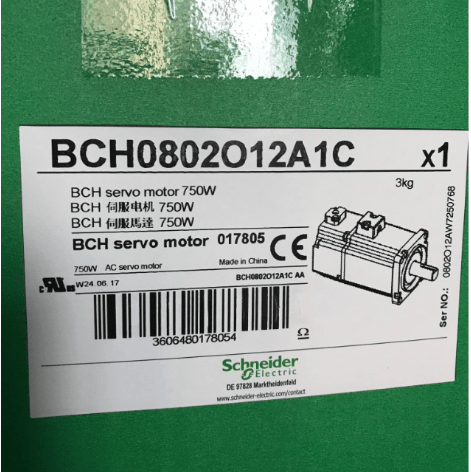 BCH0802O12A1C x1
3kg
BCH servo motor 750W
BCH 伺服电机 750W
BCH 伺服馬達 750W
BCH servo motor 017805 CE
750W AC servo motor Made in China
W24.06.17 BCH0802O12A1C AA
3606480178054
Ser NO.: 0802O12AW7250768
Schneider
Electric
DE 97828 Marktheidenfeld
www.schneider-electric.com/contact